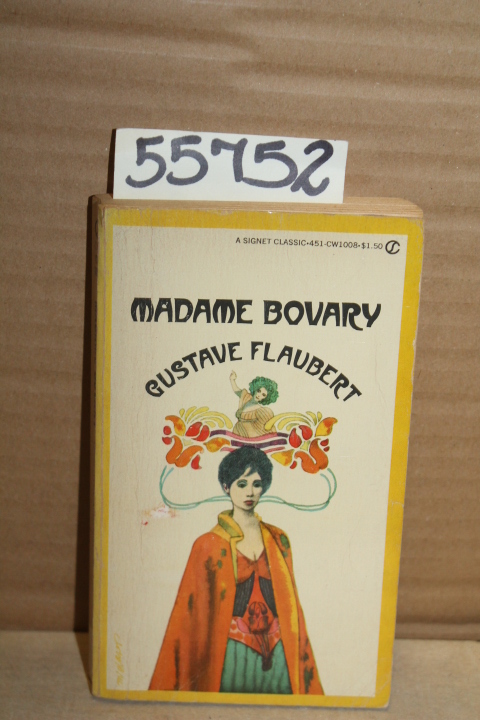 55752
A SIGNET CLASSIC•451-CW1008•$1.50
MADAME BOVARY
GUSTAVE FLAUBERT